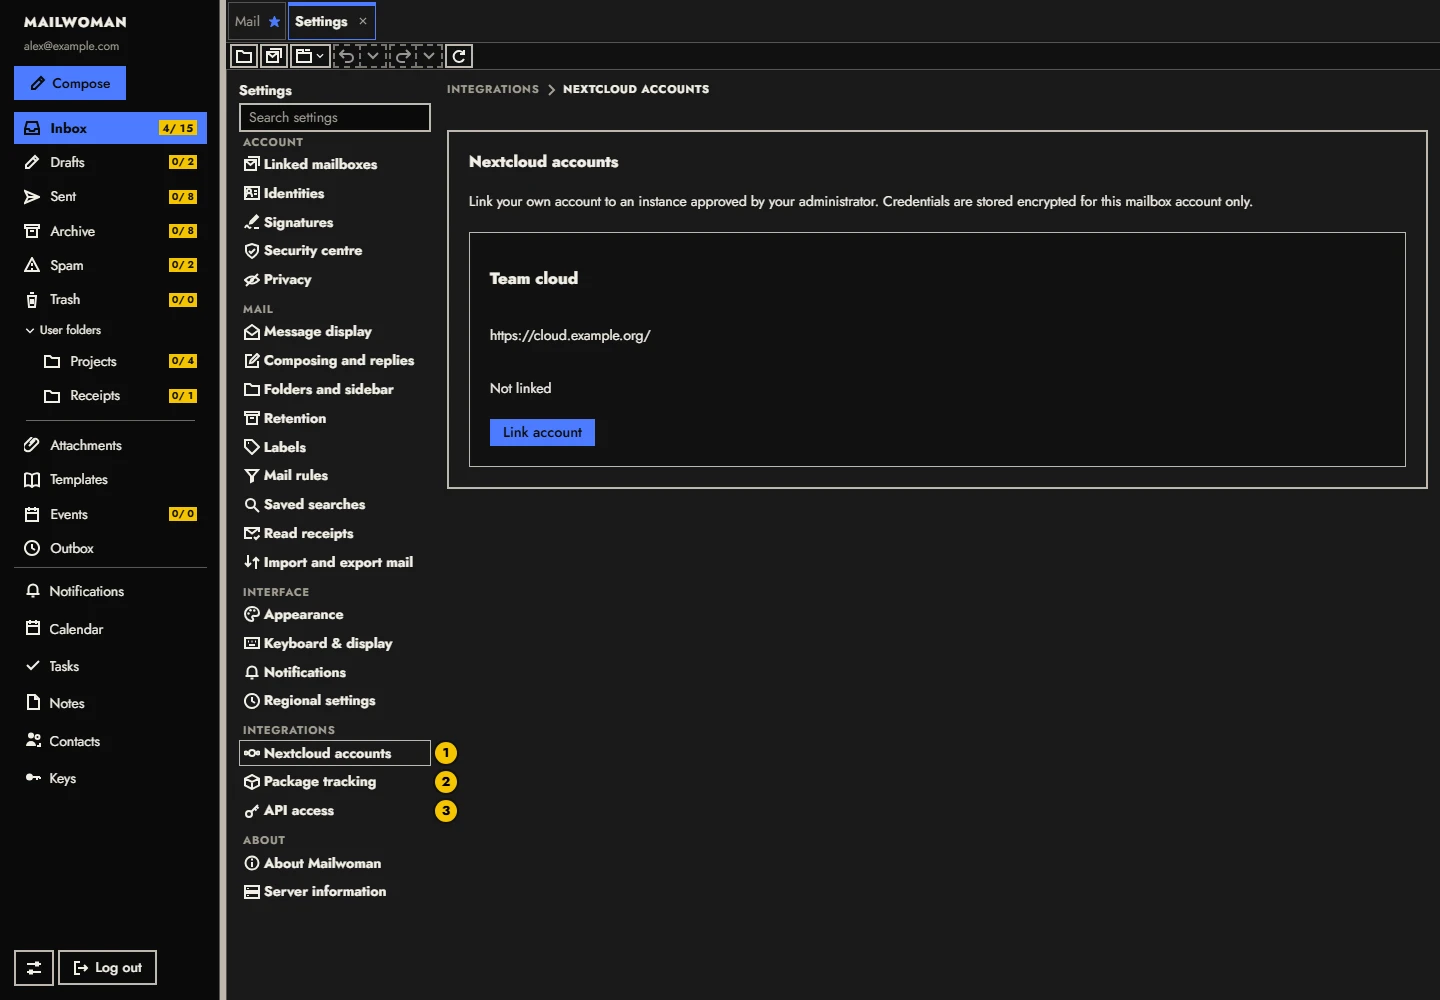 MAILWOMAN
alex@example.com
Compose
Inbox 4/ 15
Drafts 0/ 2
Sent 0/ 8
Archive 0/ 8
Spam 0/ 2
Trash 0/ 0
User folders
Projects 0/ 4
Receipts 0/ 1
Attachments
Templates
Events 0/ 0
Outbox
Notifications
Calendar
Tasks
Notes
Contacts
Keys
Log out
Mail
Settings ×
Settings
Search settings
ACCOUNT
Linked mailboxes
Identities
Signatures
Security centre
Privacy
MAIL
Message display
Composing and replies
Folders and sidebar
Retention
Labels
Mail rules
Saved searches
Read receipts
Import and export mail
INTERFACE
Appearance
Keyboard & display
Notifications
Regional settings
INTEGRATIONS
Nextcloud accounts 1
Package tracking 2
API access 3
ABOUT
About Mailwoman
Server information
INTEGRATIONS > NEXTCLOUD ACCOUNTS
Nextcloud accounts
Link your own account to an instance approved by your administrator. Credentials are stored encrypted for this mailbox account only.
Team cloud
https://cloud.example.org/
Not linked
Link account